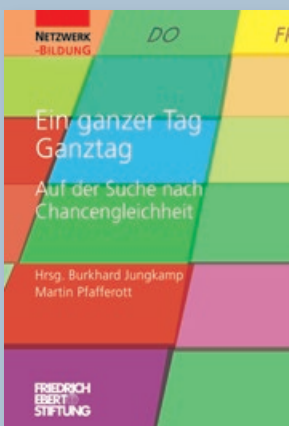 NETZWERK
-BILDUNG
DO
Ein ganzer Tag
Ganztag
Auf der Suche nach
Chancengleichheit
Hrsg. Burkhard Jungkamp
Martin Pfafferott
FRIEDRICH
EBERT
STIFTUNG